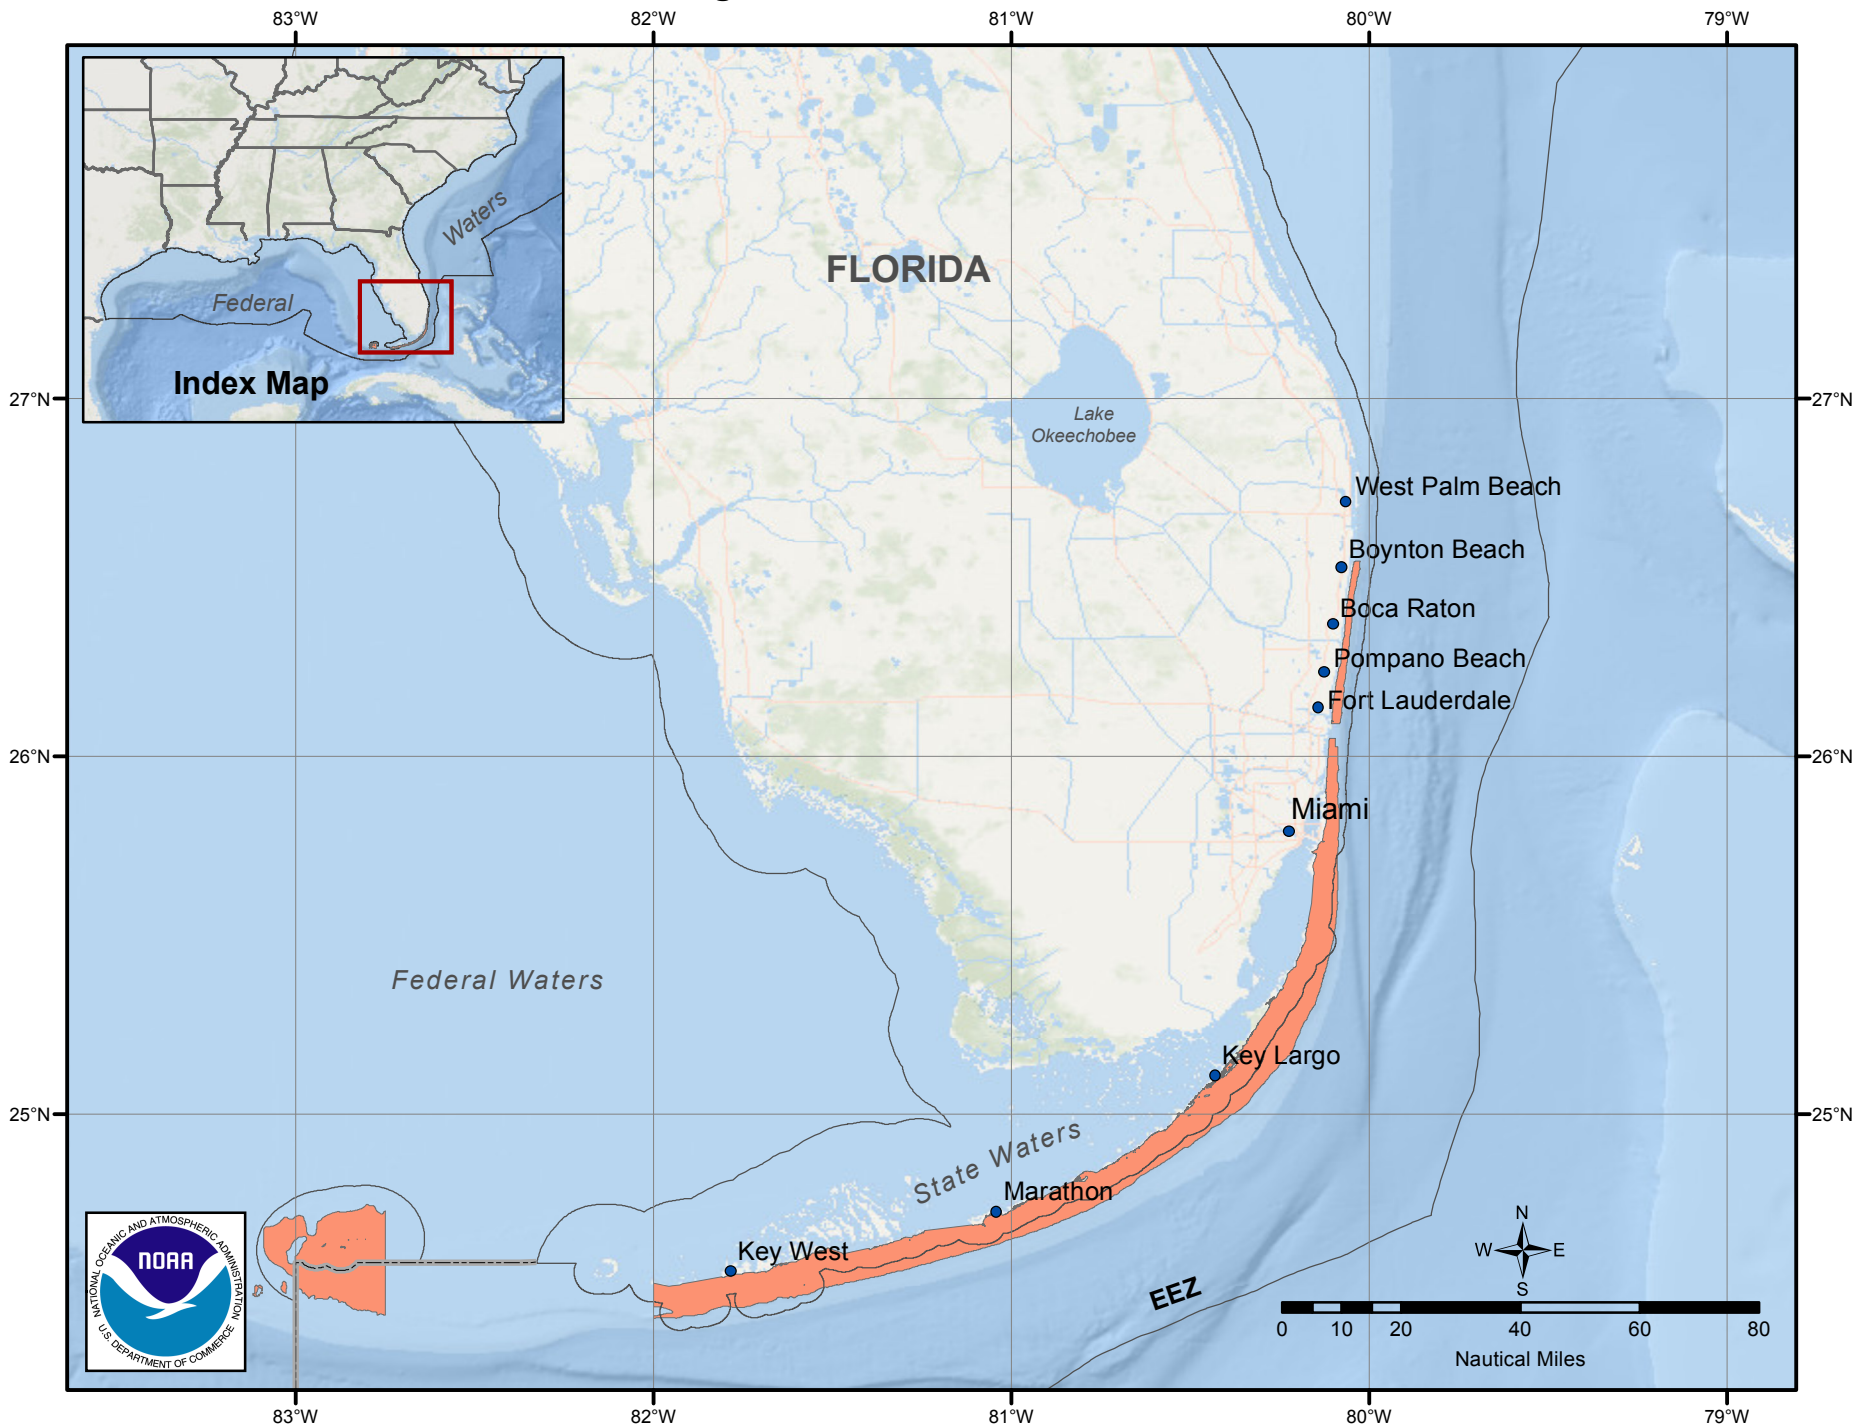 83°W
82°W
81°W
80°W
79°W
Waters
Federal
Index Map
FLORIDA
27°N
27°N
Lake
Okeechobee
West Palm Beach
Boynton Beach
Boca Raton
Pompano Beach
Fort Lauderdale
26°N
26°N
Miami
Federal Waters
Key Largo
25°N
25°N
State Waters
Marathon
Key West
NATIONAL OCEANIC AND ATMOSPHERIC ADMINISTRATION
NOAA
U.S. DEPARTMENT OF COMMERCE
EEZ
N
W
E
S
0
10
20
40
60
80
Nautical Miles
83°W
82°W
81°W
80°W
79°W